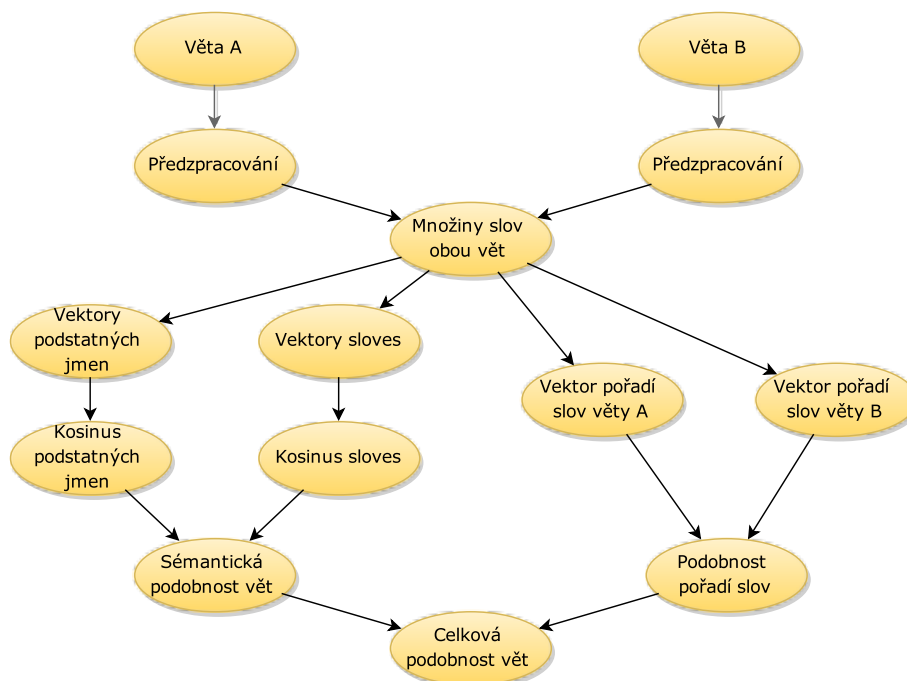 Věta A
Věta B
Předzpracování
Předzpracování
Množiny slov
obou vět
Vektory
podstatných
jmen
Vektory sloves
Vektor pořadí
slov věty A
Vektor pořadí
slov věty B
Kosinus
podstatných
jmen
Kosinus sloves
Sémantická
podobnost vět
Podobnost
pořadí slov
Celková
podobnost vět